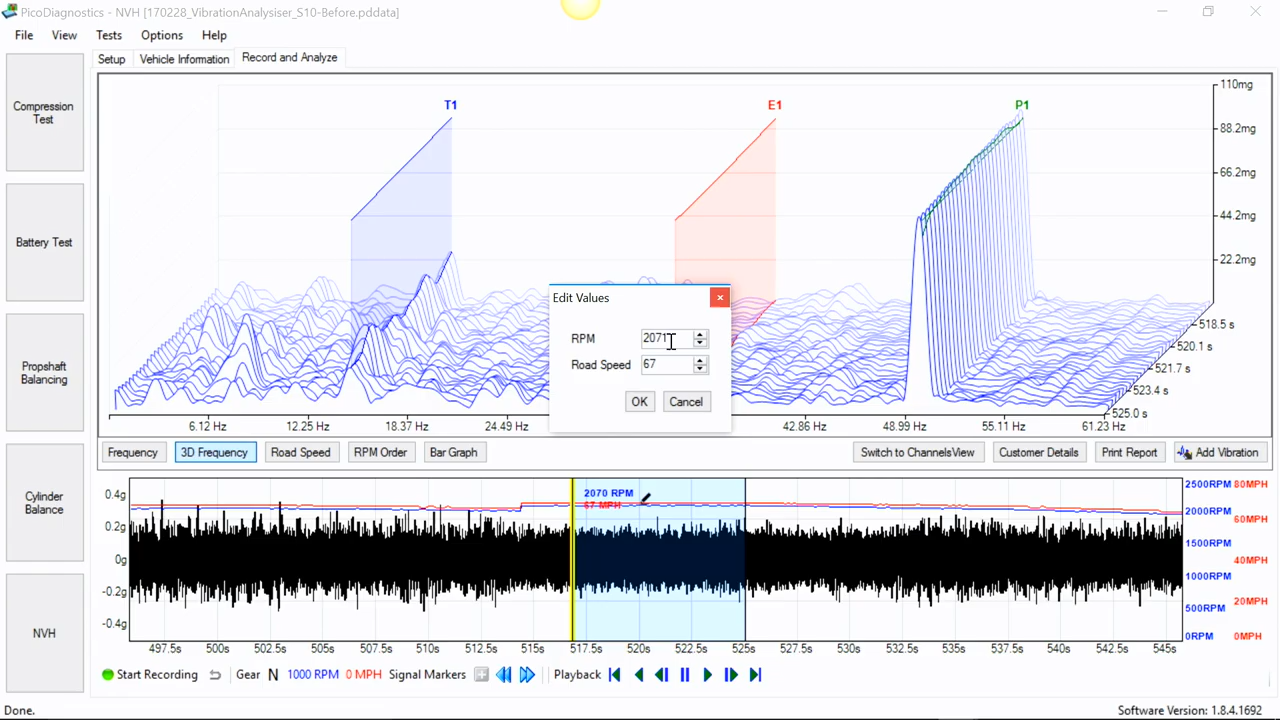 PicoDiagnostics - NVH [170228_VibrationAnalysiser_S10-Before.pddata]
File View Tests Options Help
Setup Vehicle Information Record and Analyze
Compression
Test
Battery Test
Propshaft
Balancing
Cylinder
Balance
NVH
T1 E1 P1
110mg
88.2mg
66.2mg
44.2mg
22.2mg
518.5 s
520.1 s
521.7 s
523.4 s
525.0 s
6.12 Hz 12.25 Hz 18.37 Hz 24.49 Hz 42.86 Hz 48.99 Hz 55.11 Hz 61.23 Hz
Edit Values
RPM 2071
Road Speed 67
OK Cancel
Frequency 3D Frequency Road Speed RPM Order Bar Graph Switch to ChannelsView Customer Details Print Report Add Vibration
2070 RPM
67 MPH
0.4g
0.2g
0g
-0.2g
-0.4g
2500RPM 80MPH
2000RPM
60MPH
1500RPM
40MPH
1000RPM
20MPH
500RPM
0RPM 0MPH
497.5s 500s 502.5s 505s 507.5s 510s 512.5s 515s 517.5s 520s 522.5s 525s 527.5s 530s 532.5s 535s 537.5s 540s 542.5s 545s
Start Recording Gear N 1000 RPM 0 MPH Signal Markers Playback
Done. Software Version: 1.8.4.1692